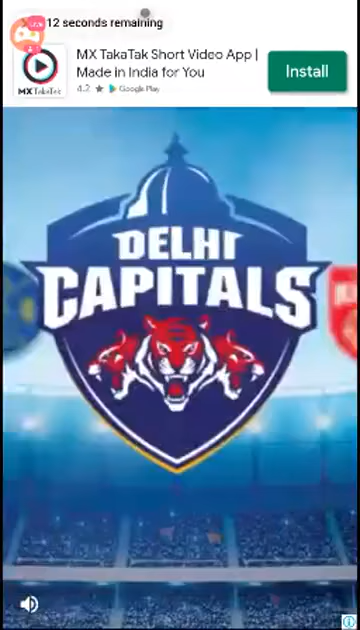 12 seconds remaining
LIVE
MX TakaTak Short Video App |
Made in India for You
Install
MX TakaTak
4.2 ★ Google Play
DELHI
CAPITALS